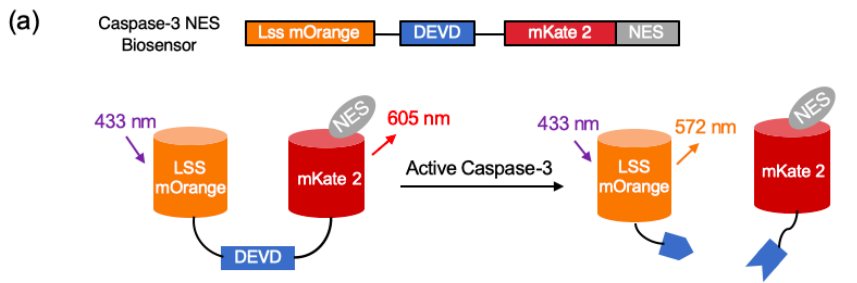 (a)
Caspase-3 NES
Biosensor
Lss mOrange
DEVD
mKate 2
NES
433 nm
LSS
mOrange
DEVD
NES
mKate 2
605 nm
Active Caspase-3
433 nm
572 nm
LSS
mOrange
NES
mKate 2